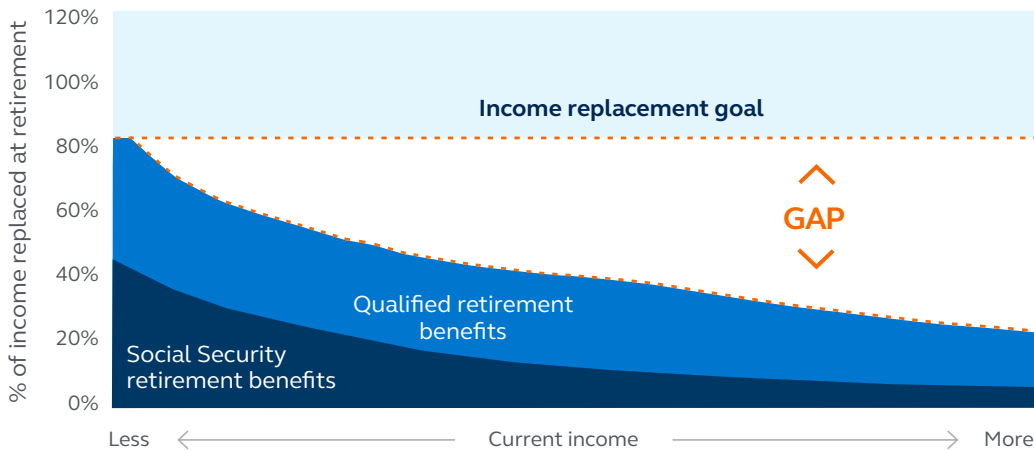 % of income replaced at retirement
120%
100%
80%
60%
40%
20%
0%
Income replacement goal
GAP
Qualified retirement
benefits
Social Security
retirement benefits
Less
Current income
More